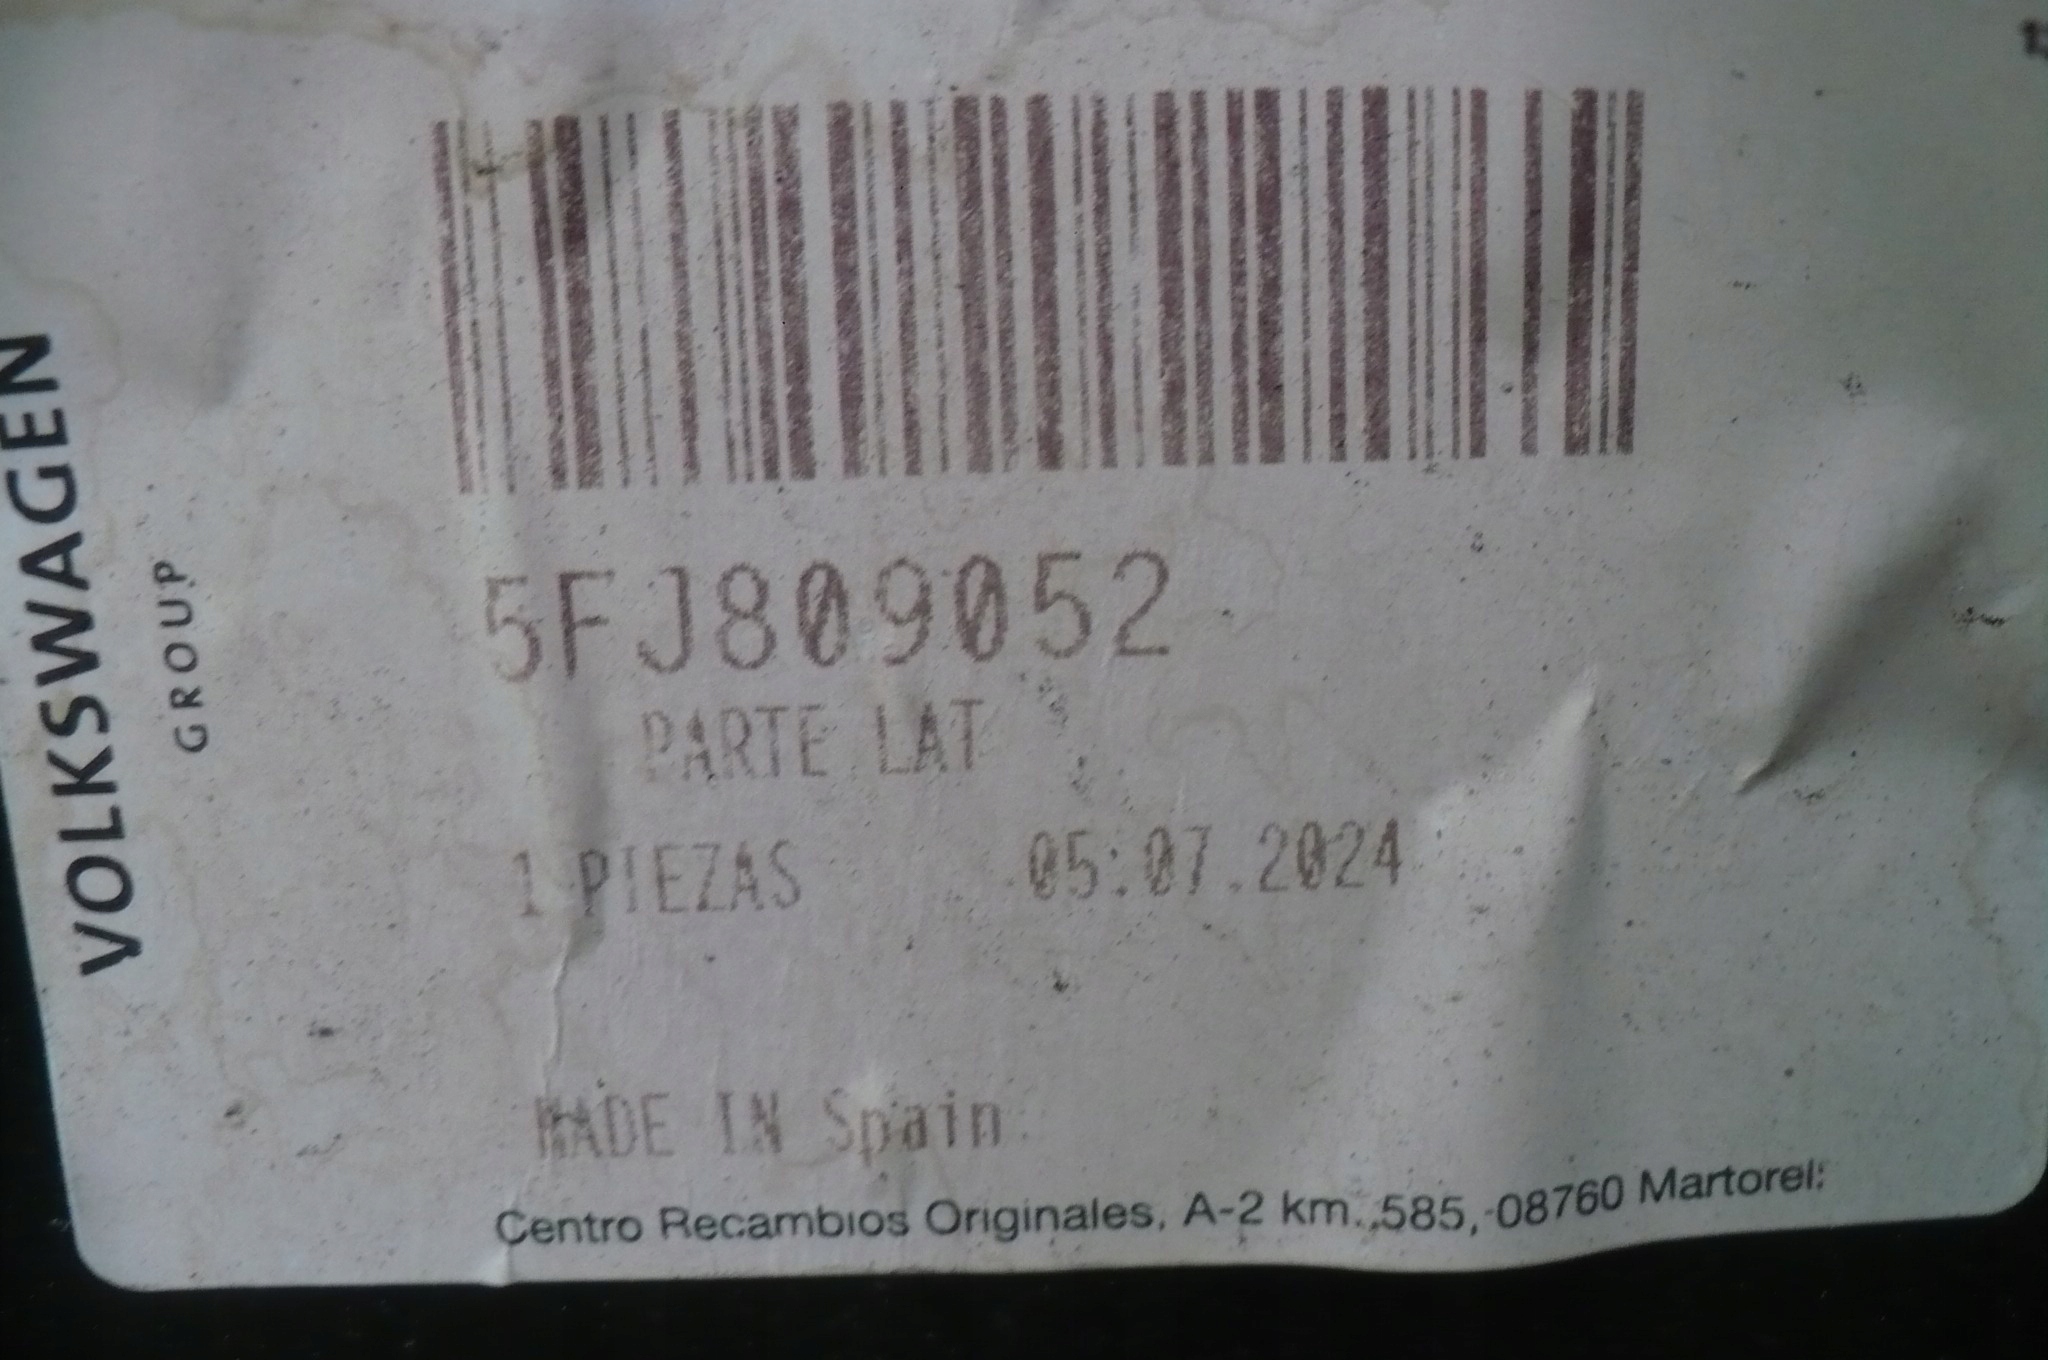 VOLKSWAGEN
GROUP
5FJ809052
PARTE LAT
1 PIEZAS 05.07.2024
MADE IN Spain
Centro Recambios Originales, A-2 km. 585, 08760 Martorel